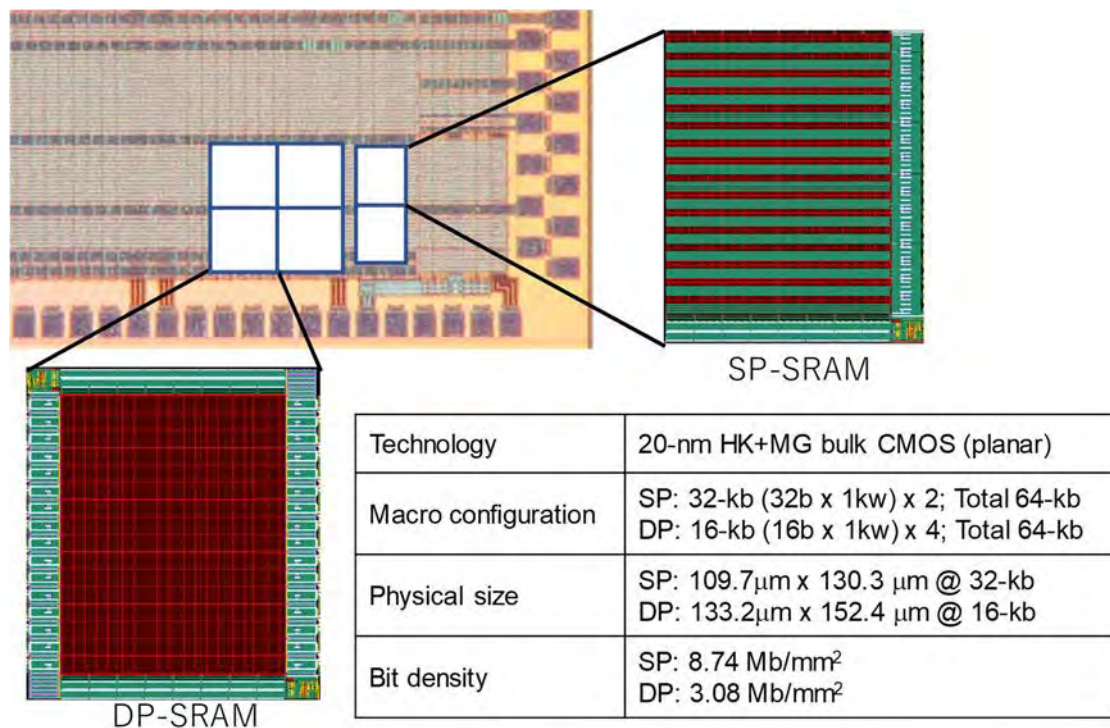 SP-SRAM
DP-SRAM
Technology
20-nm HK+MG bulk CMOS (planar)
Macro configuration
SP: 32-kb (32b x 1kw) x 2; Total 64-kb
DP: 16-kb (16b x 1kw) x 4; Total 64-kb
Physical size
SP: 109.7μm x 130.3 μm @ 32-kb
DP: 133.2μm x 152.4 μm @ 16-kb
Bit density
SP: 8.74 Mb/mm²
DP: 3.08 Mb/mm²